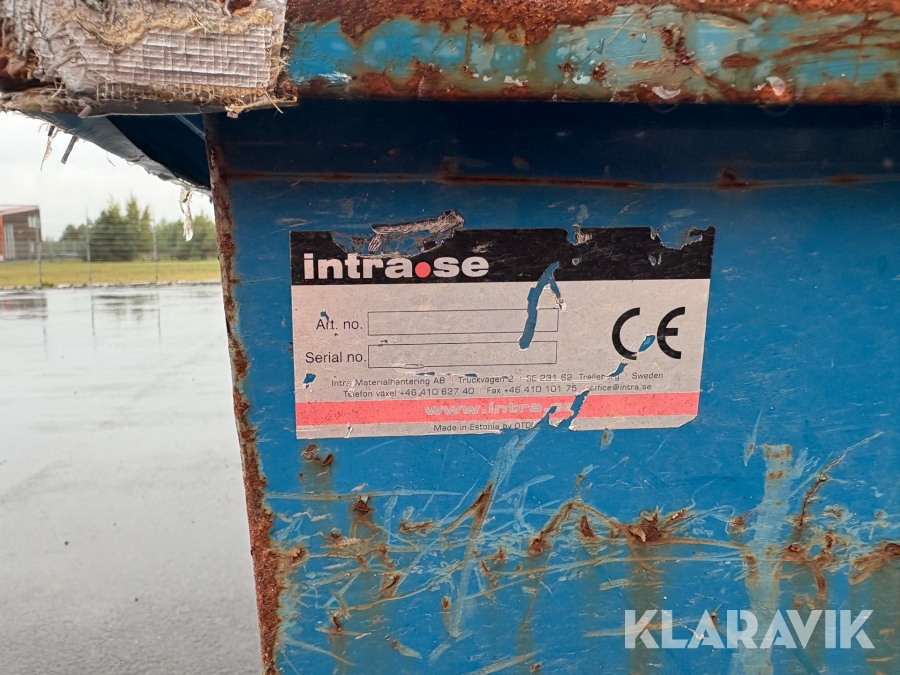 intra.se
Art. no.
Serial no.
CE
Intra Materialhantering AB Truckvägen 2 SE 231 62 Trelleborg Sweden
Telefon växel +46 410 627 40 Fax +46 410 101 75 office@intra.se
www.intra.
Made in Estonia by
KLARAVIK